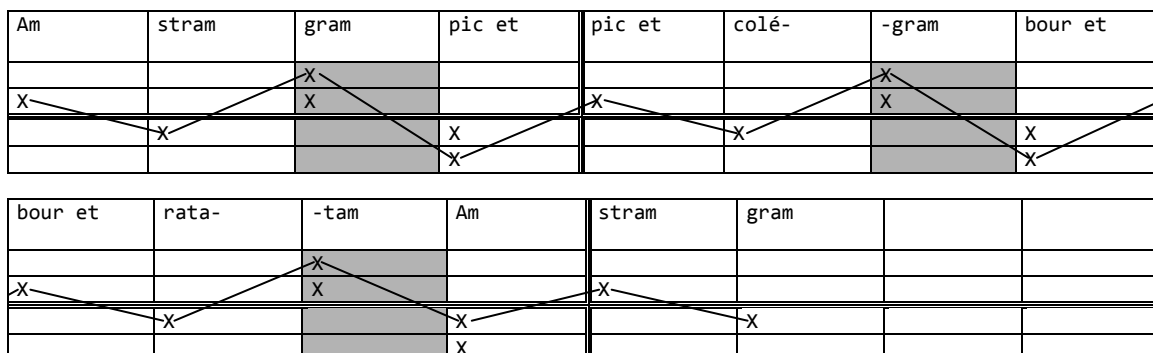 Am stram gram pic et pic et colé- -gram bour et
X X
X X X X
X X X X
X X
bour et rata- -tam Am stram gram
X
X X X
X X X
X